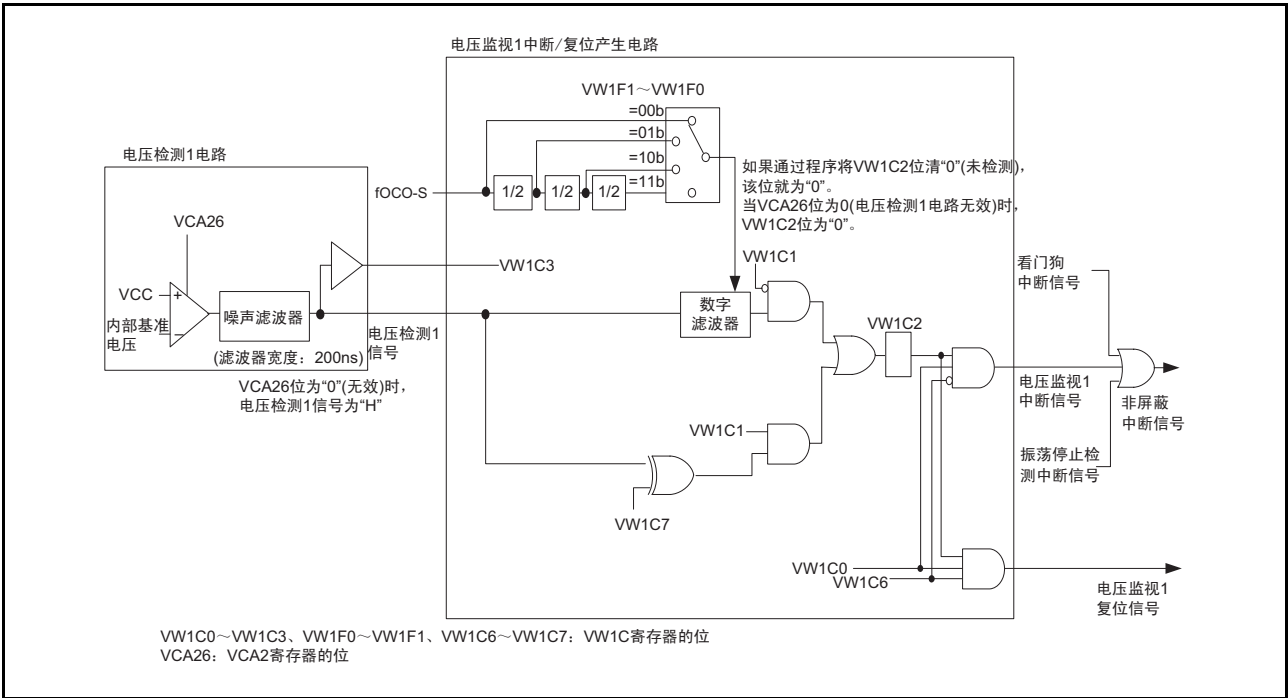 电压监视1中断/复位产生电路
VW1F1～VW1F0
=00b
=01b
=10b
=11b
fOCO-S
1/2
1/2
1/2
如果通过程序将VW1C2位清“0”(未检测)，
该位就为“0”。
当VCA26位为0(电压检测1电路无效)时，
VW1C2位为“0”。
电压检测1电路
VCA26
VCC
+
内部基准
电压
−
噪声滤波器
(滤波器宽度：200ns)
电压检测1
信号
VCA26位为“0”(无效)时，
电压检测1信号为“H”
VW1C3
数字
滤波器
VW1C1
VW1C2
VW1C1
VW1C7
VW1C0
VW1C6
看门狗
中断信号
电压监视1
中断信号
非屏蔽
中断信号
振荡停止检
测中断信号
电压监视1
复位信号
VW1C0～VW1C3、VW1F0～VW1F1、VW1C6～VW1C7：VW1C寄存器的位
VCA26：VCA2寄存器的位